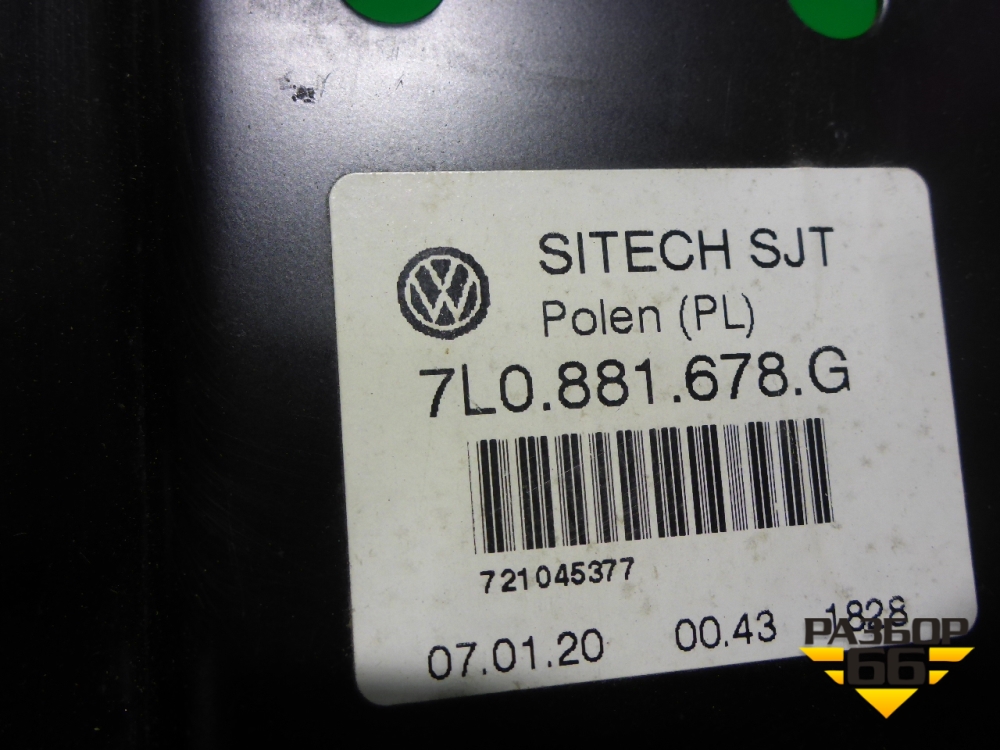 SITECH SJT
Polen (PL)
7L0.881.678.G
721045377
07.01.20 00.43 1828
РАЗБОР
66